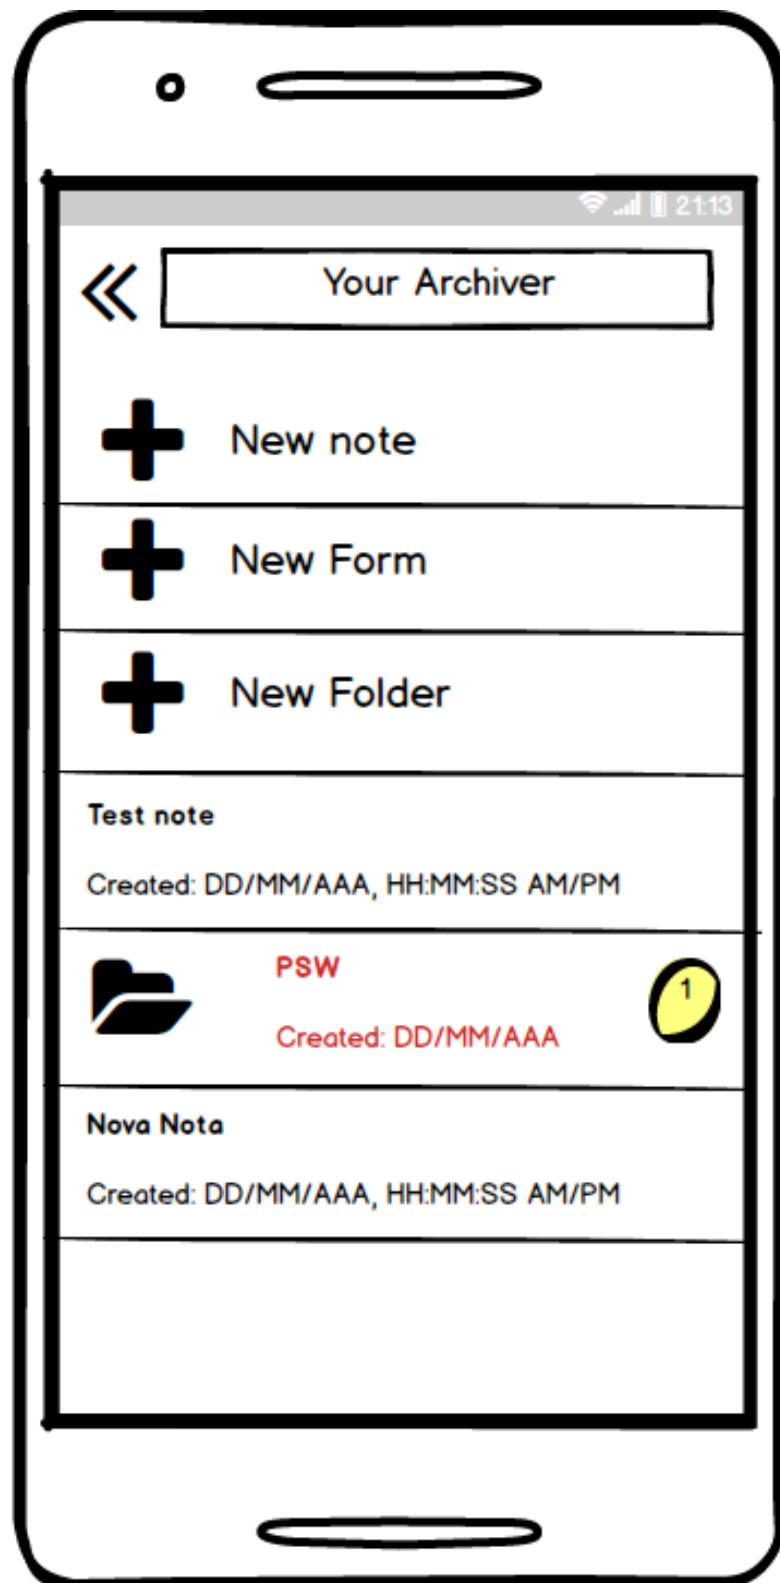 21:13
Your Archiver
New note
New Form
New Folder
Test note
Created: DD/MM/AAA, HH:MM:SS AM/PM
PSW
1
Created: DD/MM/AAA
Nova Nota
Created: DD/MM/AAA, HH:MM:SS AM/PM